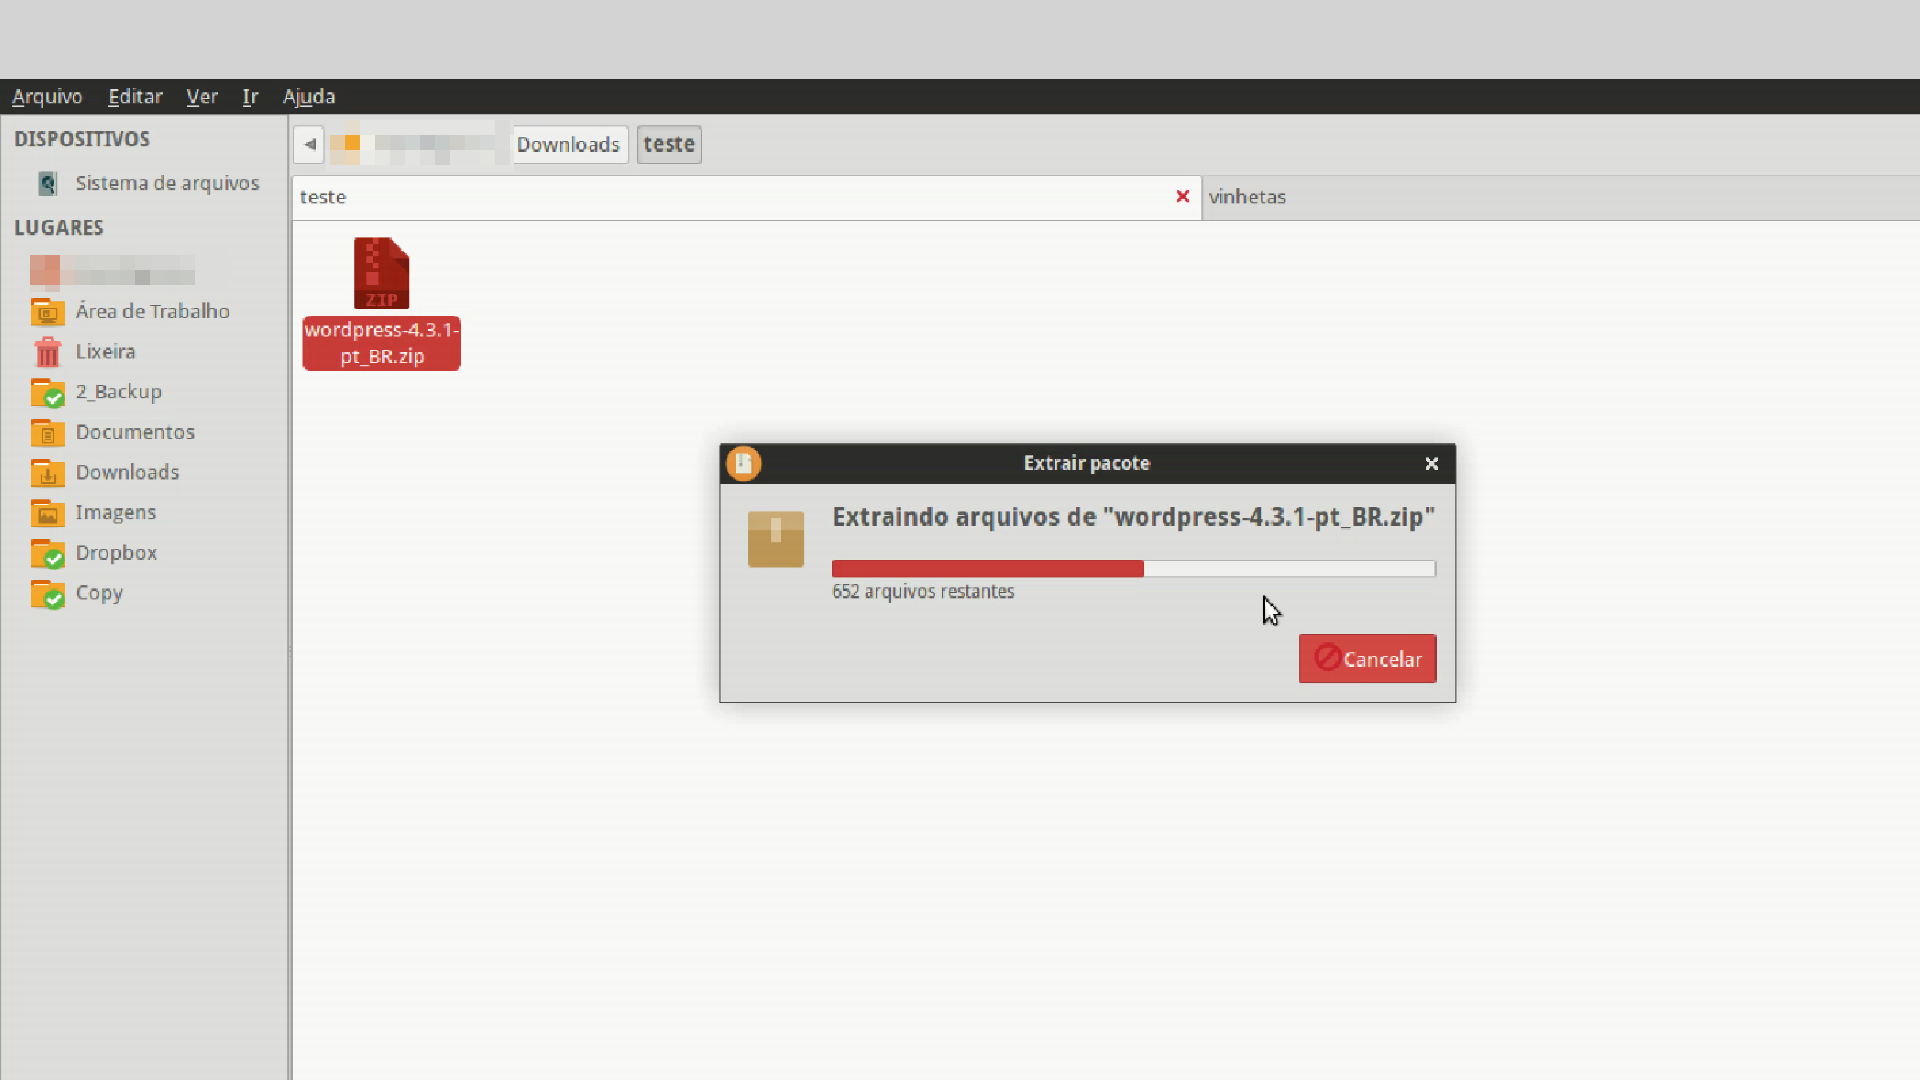 Arquivo Editar Ver Ir Ajuda
DISPOSITIVOS
Sistema de arquivos
LUGARES
Área de Trabalho
Lixeira
2_Backup
Documentos
Downloads
Imagens
Dropbox
Copy
Downloads teste
teste vinhetas
ZIP
wordpress-4.3.1-
pt_BR.zip
Extrair pacote
Extraindo arquivos de "wordpress-4.3.1-pt_BR.zip"
652 arquivos restantes
Cancelar